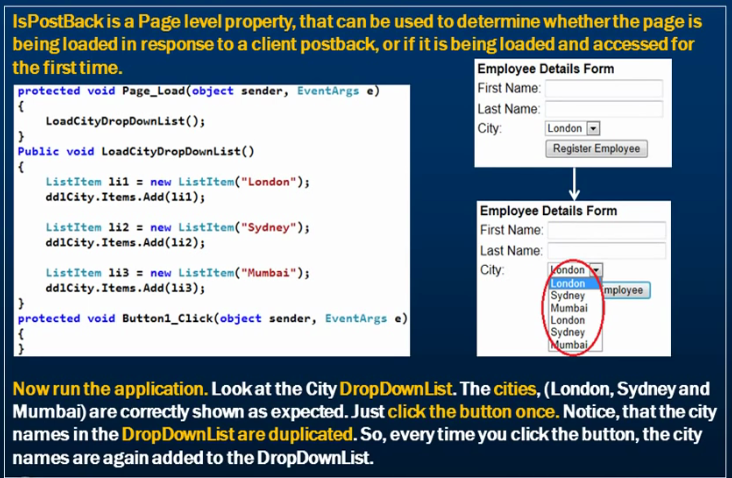 IsPostBack is a Page level property, that can be used to determine whether the page is
being loaded in response to a client postback, or if it is being loaded and accessed for
the first time.
protected void Page_Load(object sender, EventArgs e)
{
LoadCityDropDownList();
}
Public void LoadCityDropDownList()
{
ListItem li1 = new ListItem("London");
ddlCity.Items.Add(li1);
ListItem li2 = new ListItem("Sydney");
ddlCity.Items.Add(li2);
ListItem li3 = new ListItem("Mumbai");
ddlCity.Items.Add(li3);
}
protected void Button1_Click(object sender, EventArgs e)
{
}
Employee Details Form
First Name:
Last Name:
City: London
Register Employee
Employee Details Form
First Name:
Last Name:
City: London
London
mployee
Sydney
Mumbai
London
Sydney
Mumbai
Now run the application. Look at the City DropDownList. The cities, (London, Sydney and
Mumbai) are correctly shown as expected. Just click the button once. Notice, that the city
names in the DropDownList are duplicated. So, every time you click the button, the city
names are again added to the DropDownList.